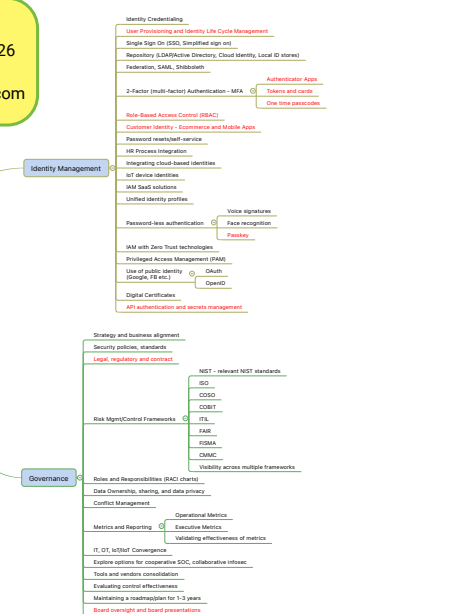 26
com
Identity Credentialing
User Provisioning and Identity Life Cycle Management
Single Sign On (SSO, Simplified sign on)
Repository (LDAP/Active Directory, Cloud Identity, Local ID stores)
Federation, SAML, Shibboleth
2-Factor (multi-factor) Authentication - MFA
Authenticator Apps
Tokens and cards
One time passcodes
Role-Based Access Control (RBAC)
Customer identity - Ecommerce and Mobile Apps
Password resets/self-service
HR Process Integration
Identity Management
Integrating cloud-based identities
IoT device identities
IAM SaaS solutions
Unified identity profiles
Password-less authentication
Voice signatures
Face recognition
Passkey
IAM with Zero Trust technologies
Privileged Access Management (PAM)
Use of public identity
(Google, FB etc.)
OAuth
OpenID
Digital Certificates
API authentication and secrets management
Strategy and business alignment
Security policies, standards
Legal, regulatory and contract
Risk Mgmt/Control Frameworks
NIST - relevant NIST standards
ISO
COSO
COBIT
ITIL
FAIR
FISMA
CMMC
Visibility across multiple frameworks
Governance
Roles and Responsibilities (RACI charts)
Data Ownership, sharing, and data privacy
Conflict Management
Metrics and Reporting
Operational Metrics
Executive Metrics
Validating effectiveness of metrics
IT, OT, IoT/IIoT Convergence
Explore options for cooperative SOC, collaborative infosec
Tools and vendors consolidation
Evaluating control effectiveness
Maintaining a roadmap/plan for 1-3 years
Board oversight and board presentations